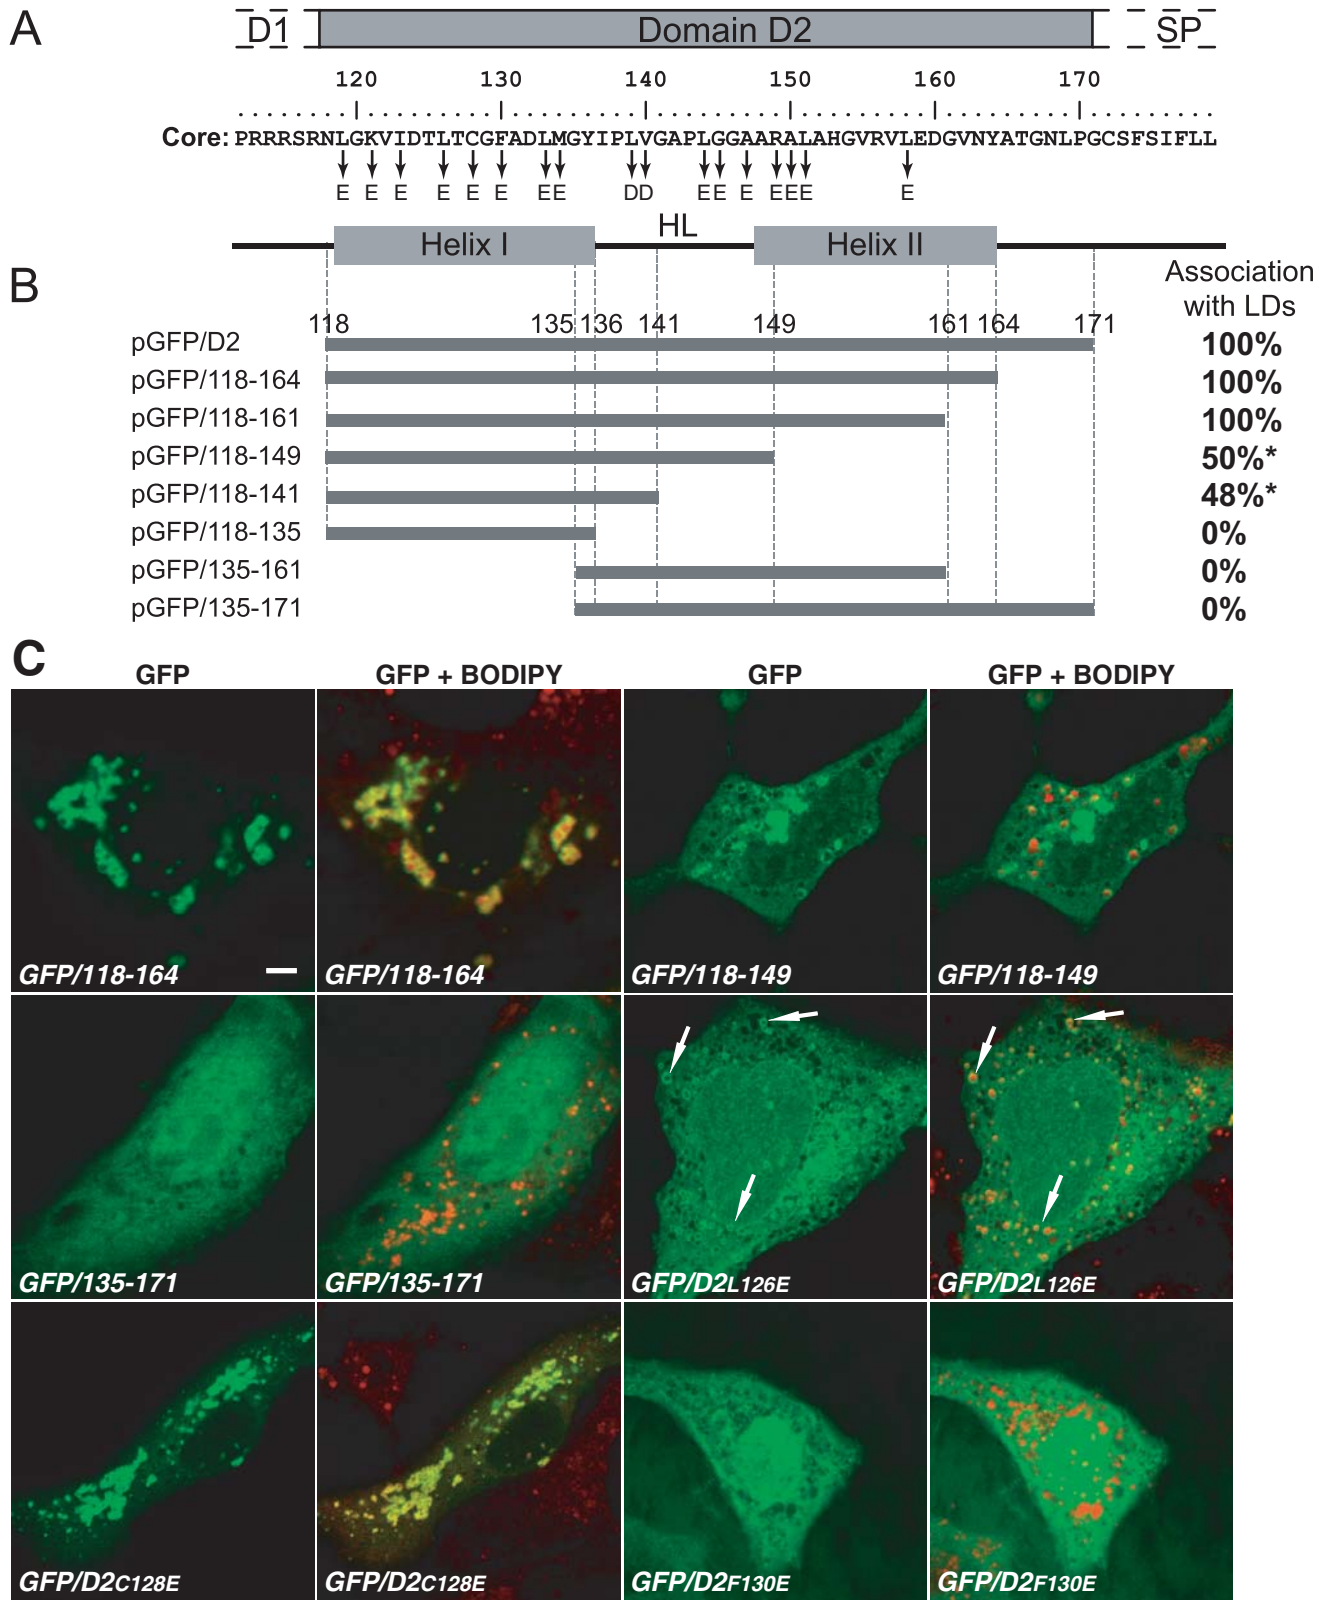 A
D1 Domain D2 SP
120 130 140 150 160 170
Core: PRRRSRNLGKVIDTLTCGFADLMGYIPLVGAPLGGAARALAHGVRVLEDGVNYATGNLPGCSFSIFLL
E E E E E E EE DD EE E EEE E
HL
Helix I Helix II
B
Association
with LDs
118 135 136 141 149 161 164 171
pGFP/D2 100%
pGFP/118-164 100%
pGFP/118-161 100%
pGFP/118-149 50%*
pGFP/118-141 48%*
pGFP/118-135 0%
pGFP/135-161 0%
pGFP/135-171 0%
C
GFP GFP + BODIPY GFP GFP + BODIPY
GFP/118-164 GFP/118-164 GFP/118-149 GFP/118-149
GFP/135-171 GFP/135-171 GFP/D2L126E GFP/D2L126E
GFP/D2C128E GFP/D2C128E GFP/D2F130E GFP/D2F130E